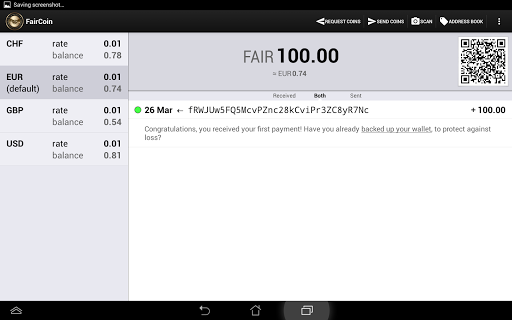 Saving screenshot...
FairCoin
REQUEST COINS SEND COINS SCAN ADDRESS BOOK
CHF rate 0.01
balance 0.78
EUR rate 0.01
(default) balance 0.74
GBP rate 0.01
balance 0.54
USD rate 0.01
balance 0.81
FAIR 100.00
= EUR 0.74
Received Both Sent
26 Mar ← fRWJUw5FQ5McvPZnc28kCviPr3ZC8yR7Nc + 100.00
Congratulations, you received your first payment! Have you already backed up your wallet, to protect against
loss?